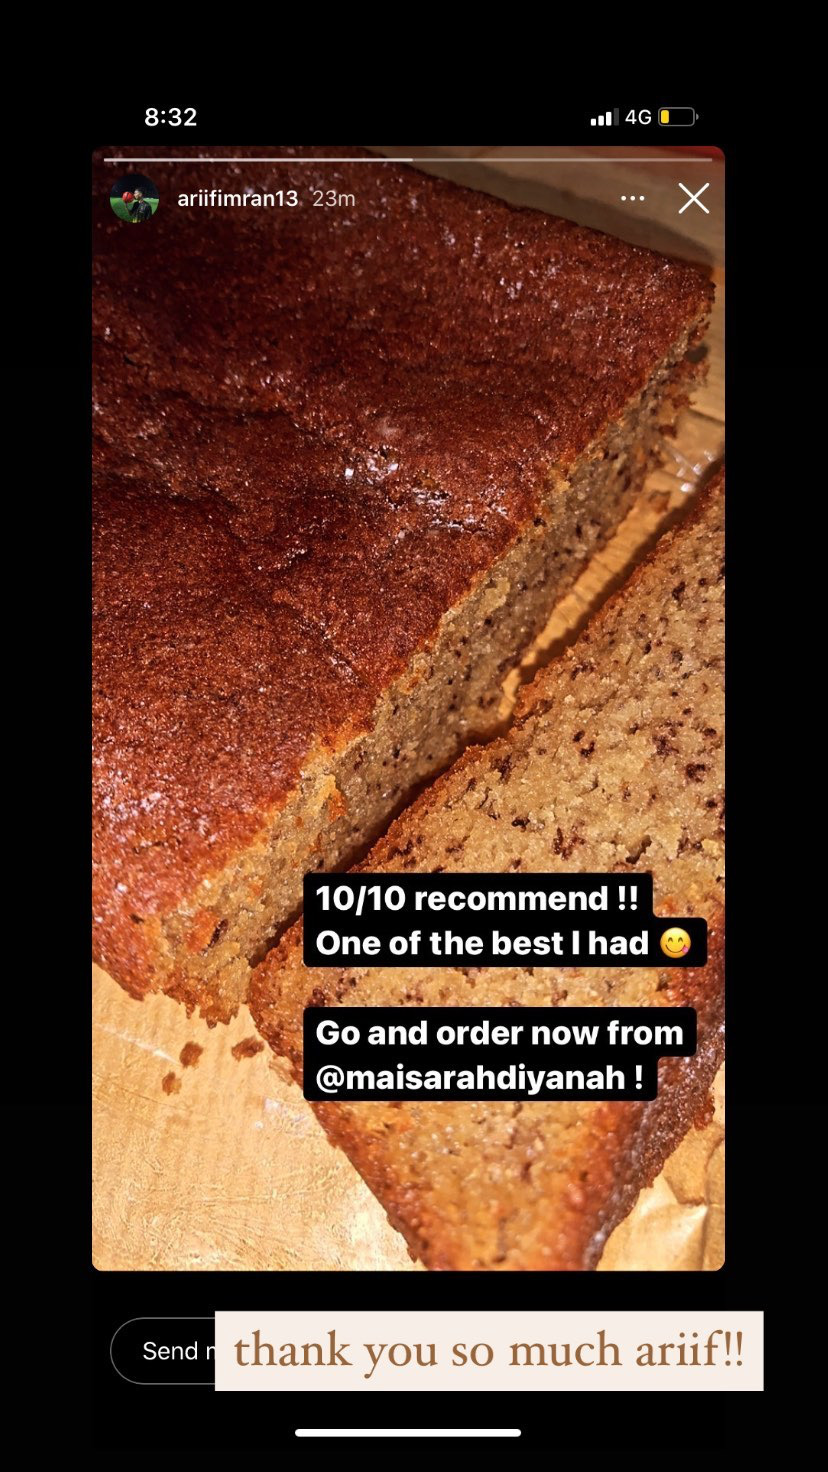 8:32 4G
ariifimran13 23m
10/10 recommend !!
One of the best I had 😋
Go and order now from
@maisarahdiyanah !
Send
thank you so much ariif!!